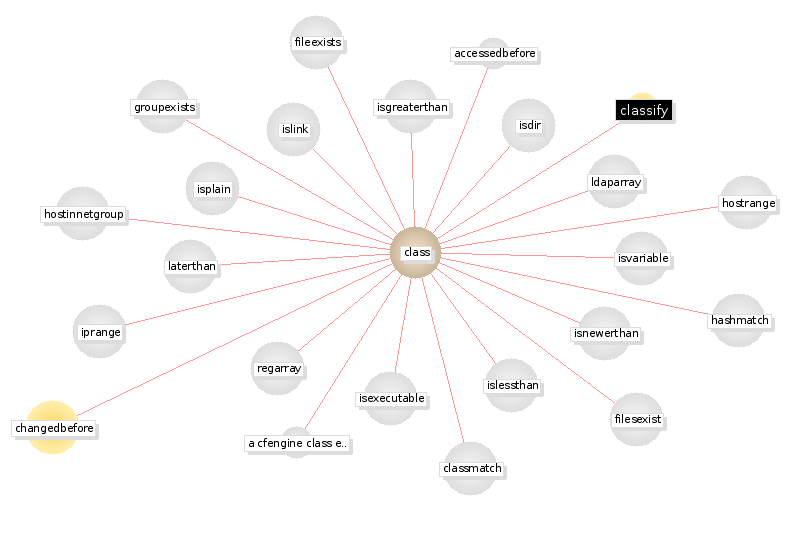 fileexists
accessedbefore
groupexists
isgreaterthan
classify
islink
isdir
isplain
ldaparray
hostinnetgroup
hostrange
class
laterthan
isvariable
iprange
isnewerthan
hashmatch
regarray
isexecutable
islessthan
changedbefore
filesexist
a cfengine class e..
classmatch